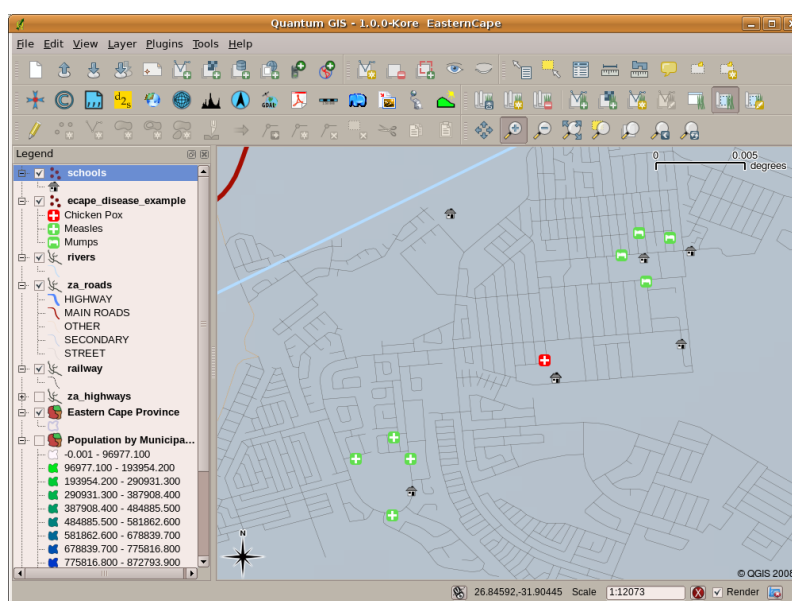 Quantum GIS - 1.0.0-Kore  EasternCape
File Edit View Layer Plugins Tools Help
Legend
schools
ecape_disease_example
Chicken Pox
Measles
Mumps
rivers
za_roads
HIGHWAY
MAIN ROADS
OTHER
SECONDARY
STREET
railway
za_highways
Eastern Cape Province
Population by Municipa...
-0.001 - 96977.100
96977.100 - 193954.200
193954.200 - 290931.300
290931.300 - 387908.400
387908.400 - 484885.500
484885.500 - 581862.600
581862.600 - 678839.700
678839.700 - 775816.800
775816.800 - 872793.900
0 0.005
degrees
N
© QGIS 2008
26.84592,-31.90445 Scale 1:12073 Render